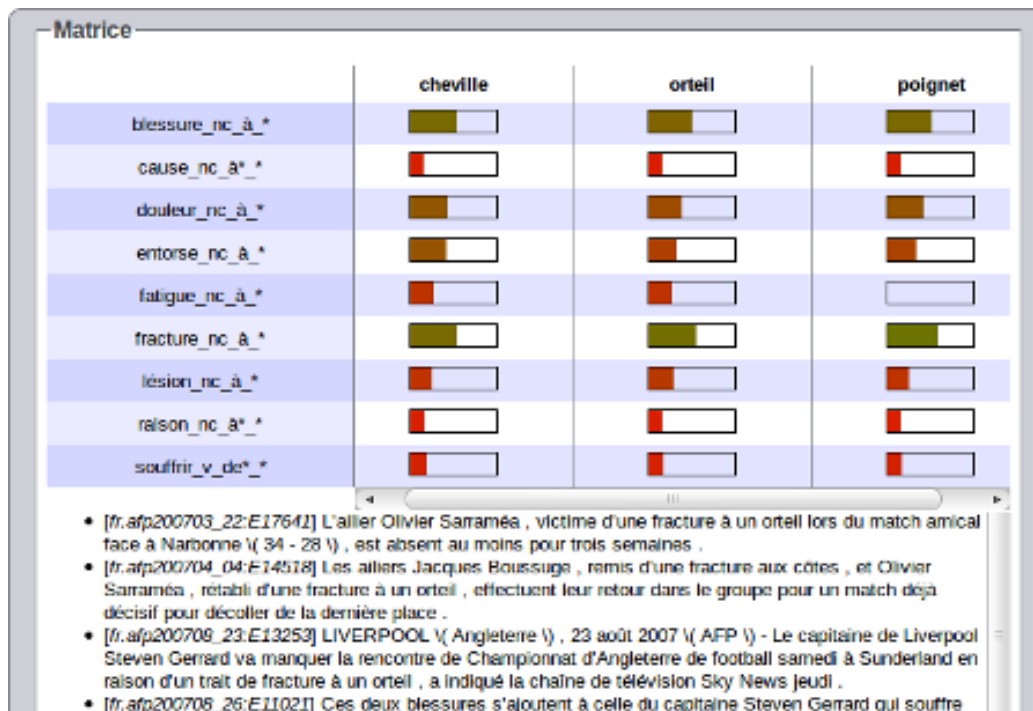 Matrice
cheville orteil poignet
blessure_nc_à_*
cause_nc_à*_*
douleur_nc_à_*
entorse_nc_à_*
fatigue_nc_à_*
fracture_nc_à_*
lésion_nc_à_*
raison_nc_à*_*
souffrir_v_de*_*
• [fr.afp200703_22:E17641] L'ailier Olivier Sarraméa , victime d'une fracture à un orteil lors du match amical
face à Narbonne \( 34 - 28 \) , est absent au moins pour trois semaines .
• [fr.afp200704_04:E14518] Les ailiers Jacques Boussuge , remis d'une fracture aux côtes , et Olivier
Sarraméa , rétabli d'une fracture à un orteil , effectuent leur retour dans le groupe pour un match déjà
décisif pour décoller de la dernière place .
• [fr.afp200708_23:E13253] LIVERPOOL \( Angleterre \) , 23 août 2007 \( AFP \) - Le capitaine de Liverpool
Steven Gerrard va manquer la rencontre de Championnat d'Angleterre de football samedi à Sunderland en
raison d'un trait de fracture à un orteil , a indiqué la chaîne de télévision Sky News jeudi .
• [fr.afp200708_26:E11021] Ces deux blessures s'ajoutent à celle du capitaine Steven Gerrard qui souffre